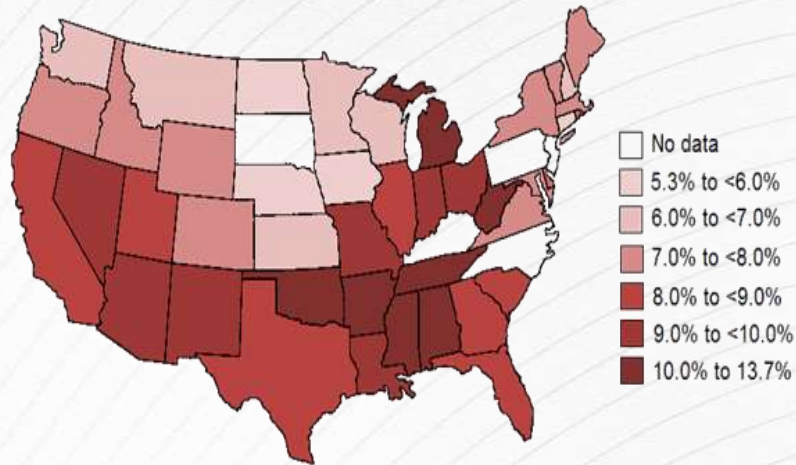 No data
5.3% to <6.0%
6.0% to <7.0%
7.0% to <8.0%
8.0% to <9.0%
9.0% to <10.0%
10.0% to 13.7%